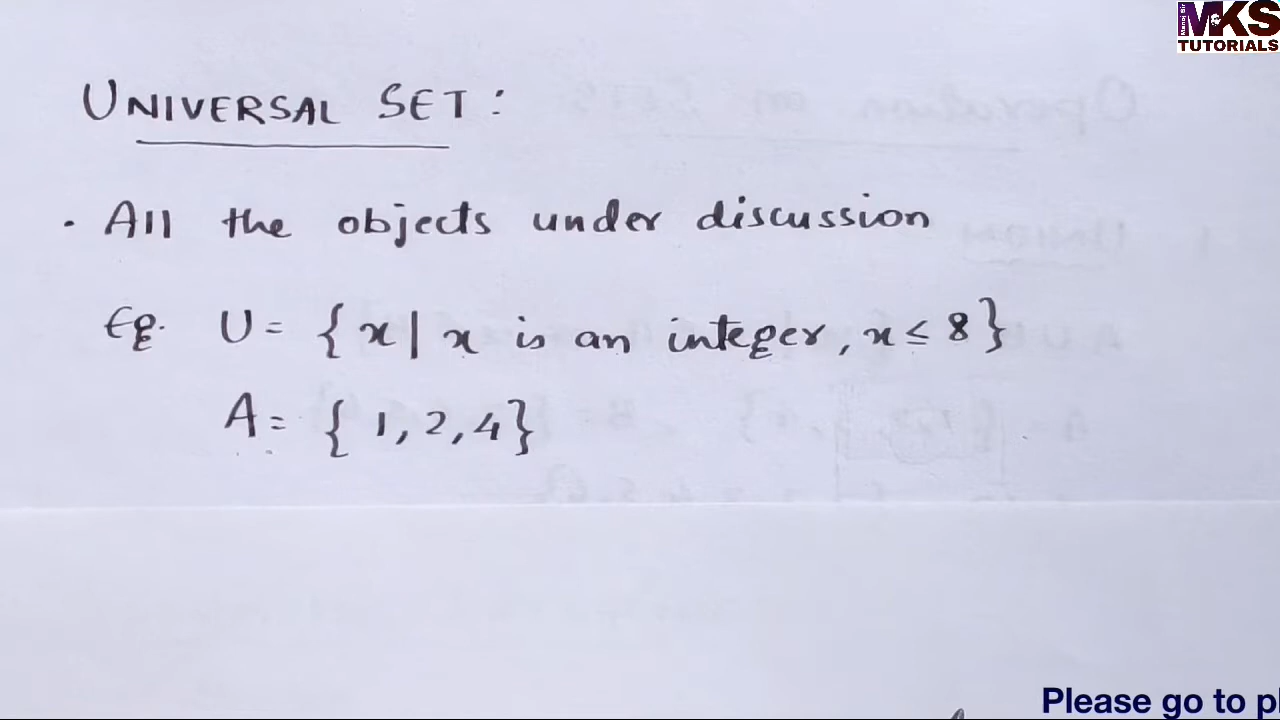 MKS
TUTORIALS
UNIVERSAL SET:
. All the objects under discussion
Eg. U = { x | x is an integer, x ≤ 8 }
A = { 1, 2, 4 }
Please go to pl